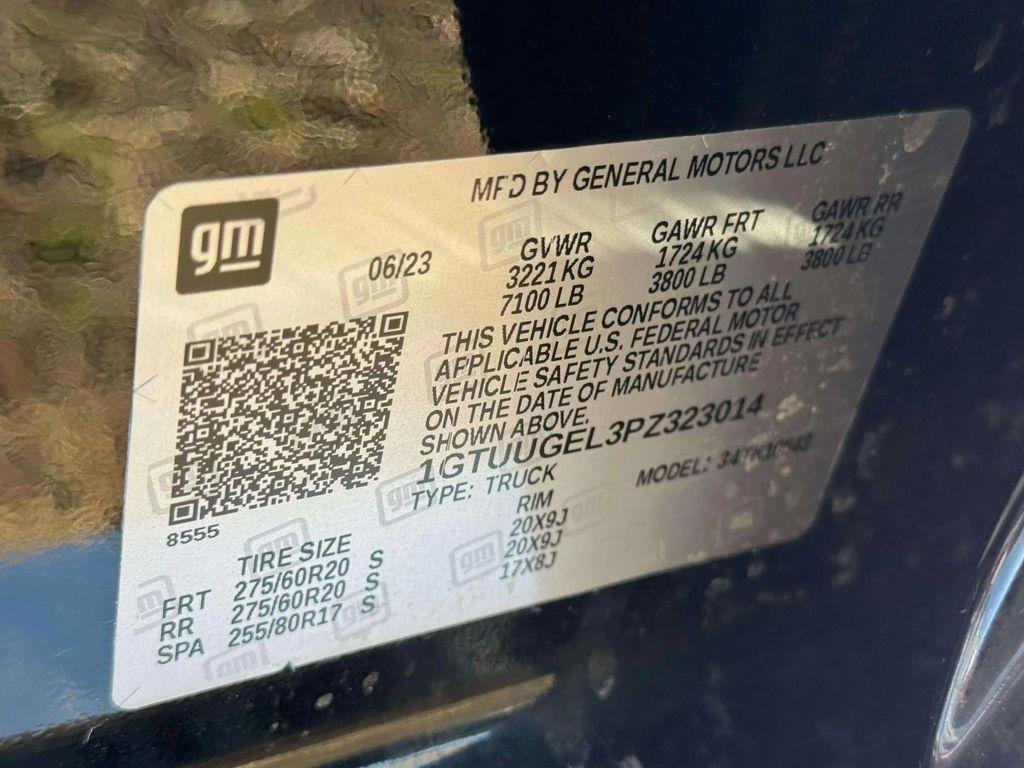 MFD BY GENERAL MOTORS LLC
gm
06/23
GVWR GAWR FRT GAWR RR
3221 KG 1724 KG 1724 KG
7100 LB 3800 LB 3800 LB
THIS VEHICLE CONFORMS TO ALL
APPLICABLE U.S. FEDERAL MOTOR
VEHICLE SAFETY STANDARDS IN EFFECT
ON THE DATE OF MANUFACTURE
SHOWN ABOVE.
1GTUUGEL3PZ323014
TYPE: TRUCK MODEL:
8555
TIRE SIZE RIM
FRT 275/60R20 S 20X9J
RR 275/60R20 S 20X9J
SPA 255/80R17 S 17X8J